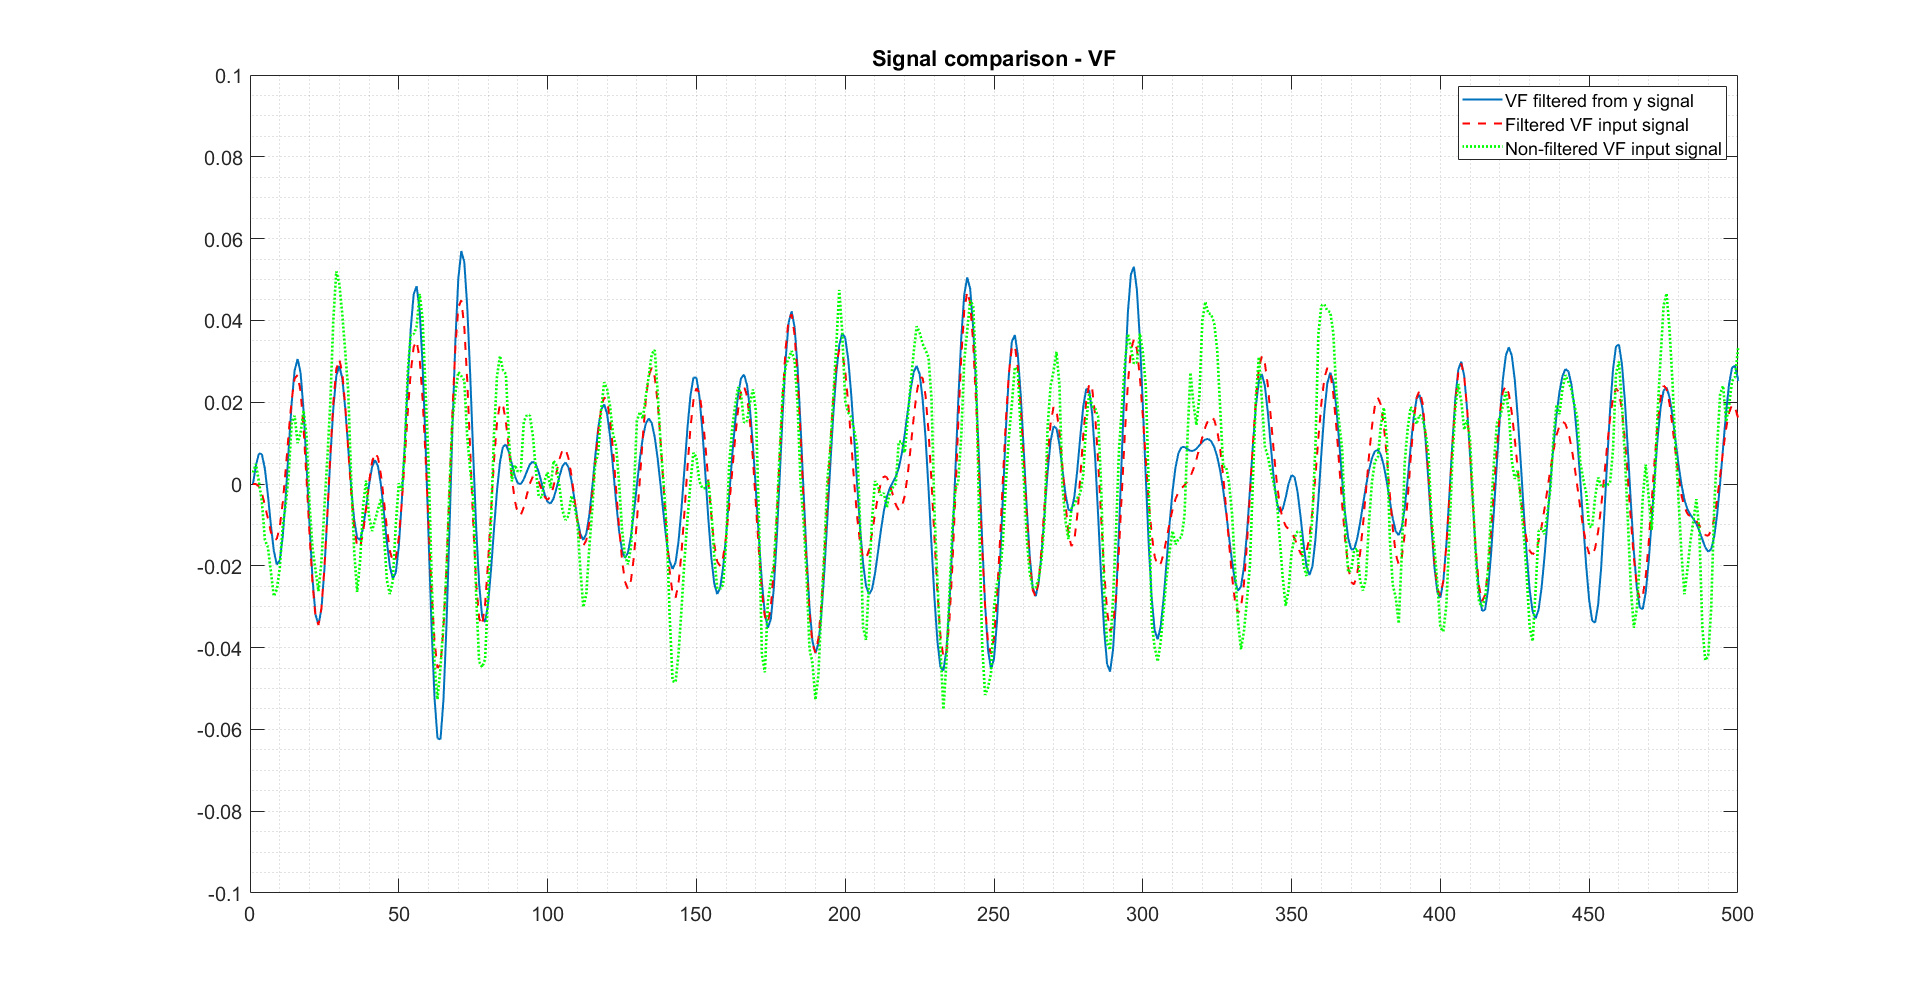 Signal comparison - VF
0.1
0.08
0.06
0.04
0.02
0
-0.02
-0.04
-0.06
-0.08
-0.1
0 50 100 150 200 250 300 350 400 450 500
VF filtered from y signal
Filtered VF input signal
Non-filtered VF input signal